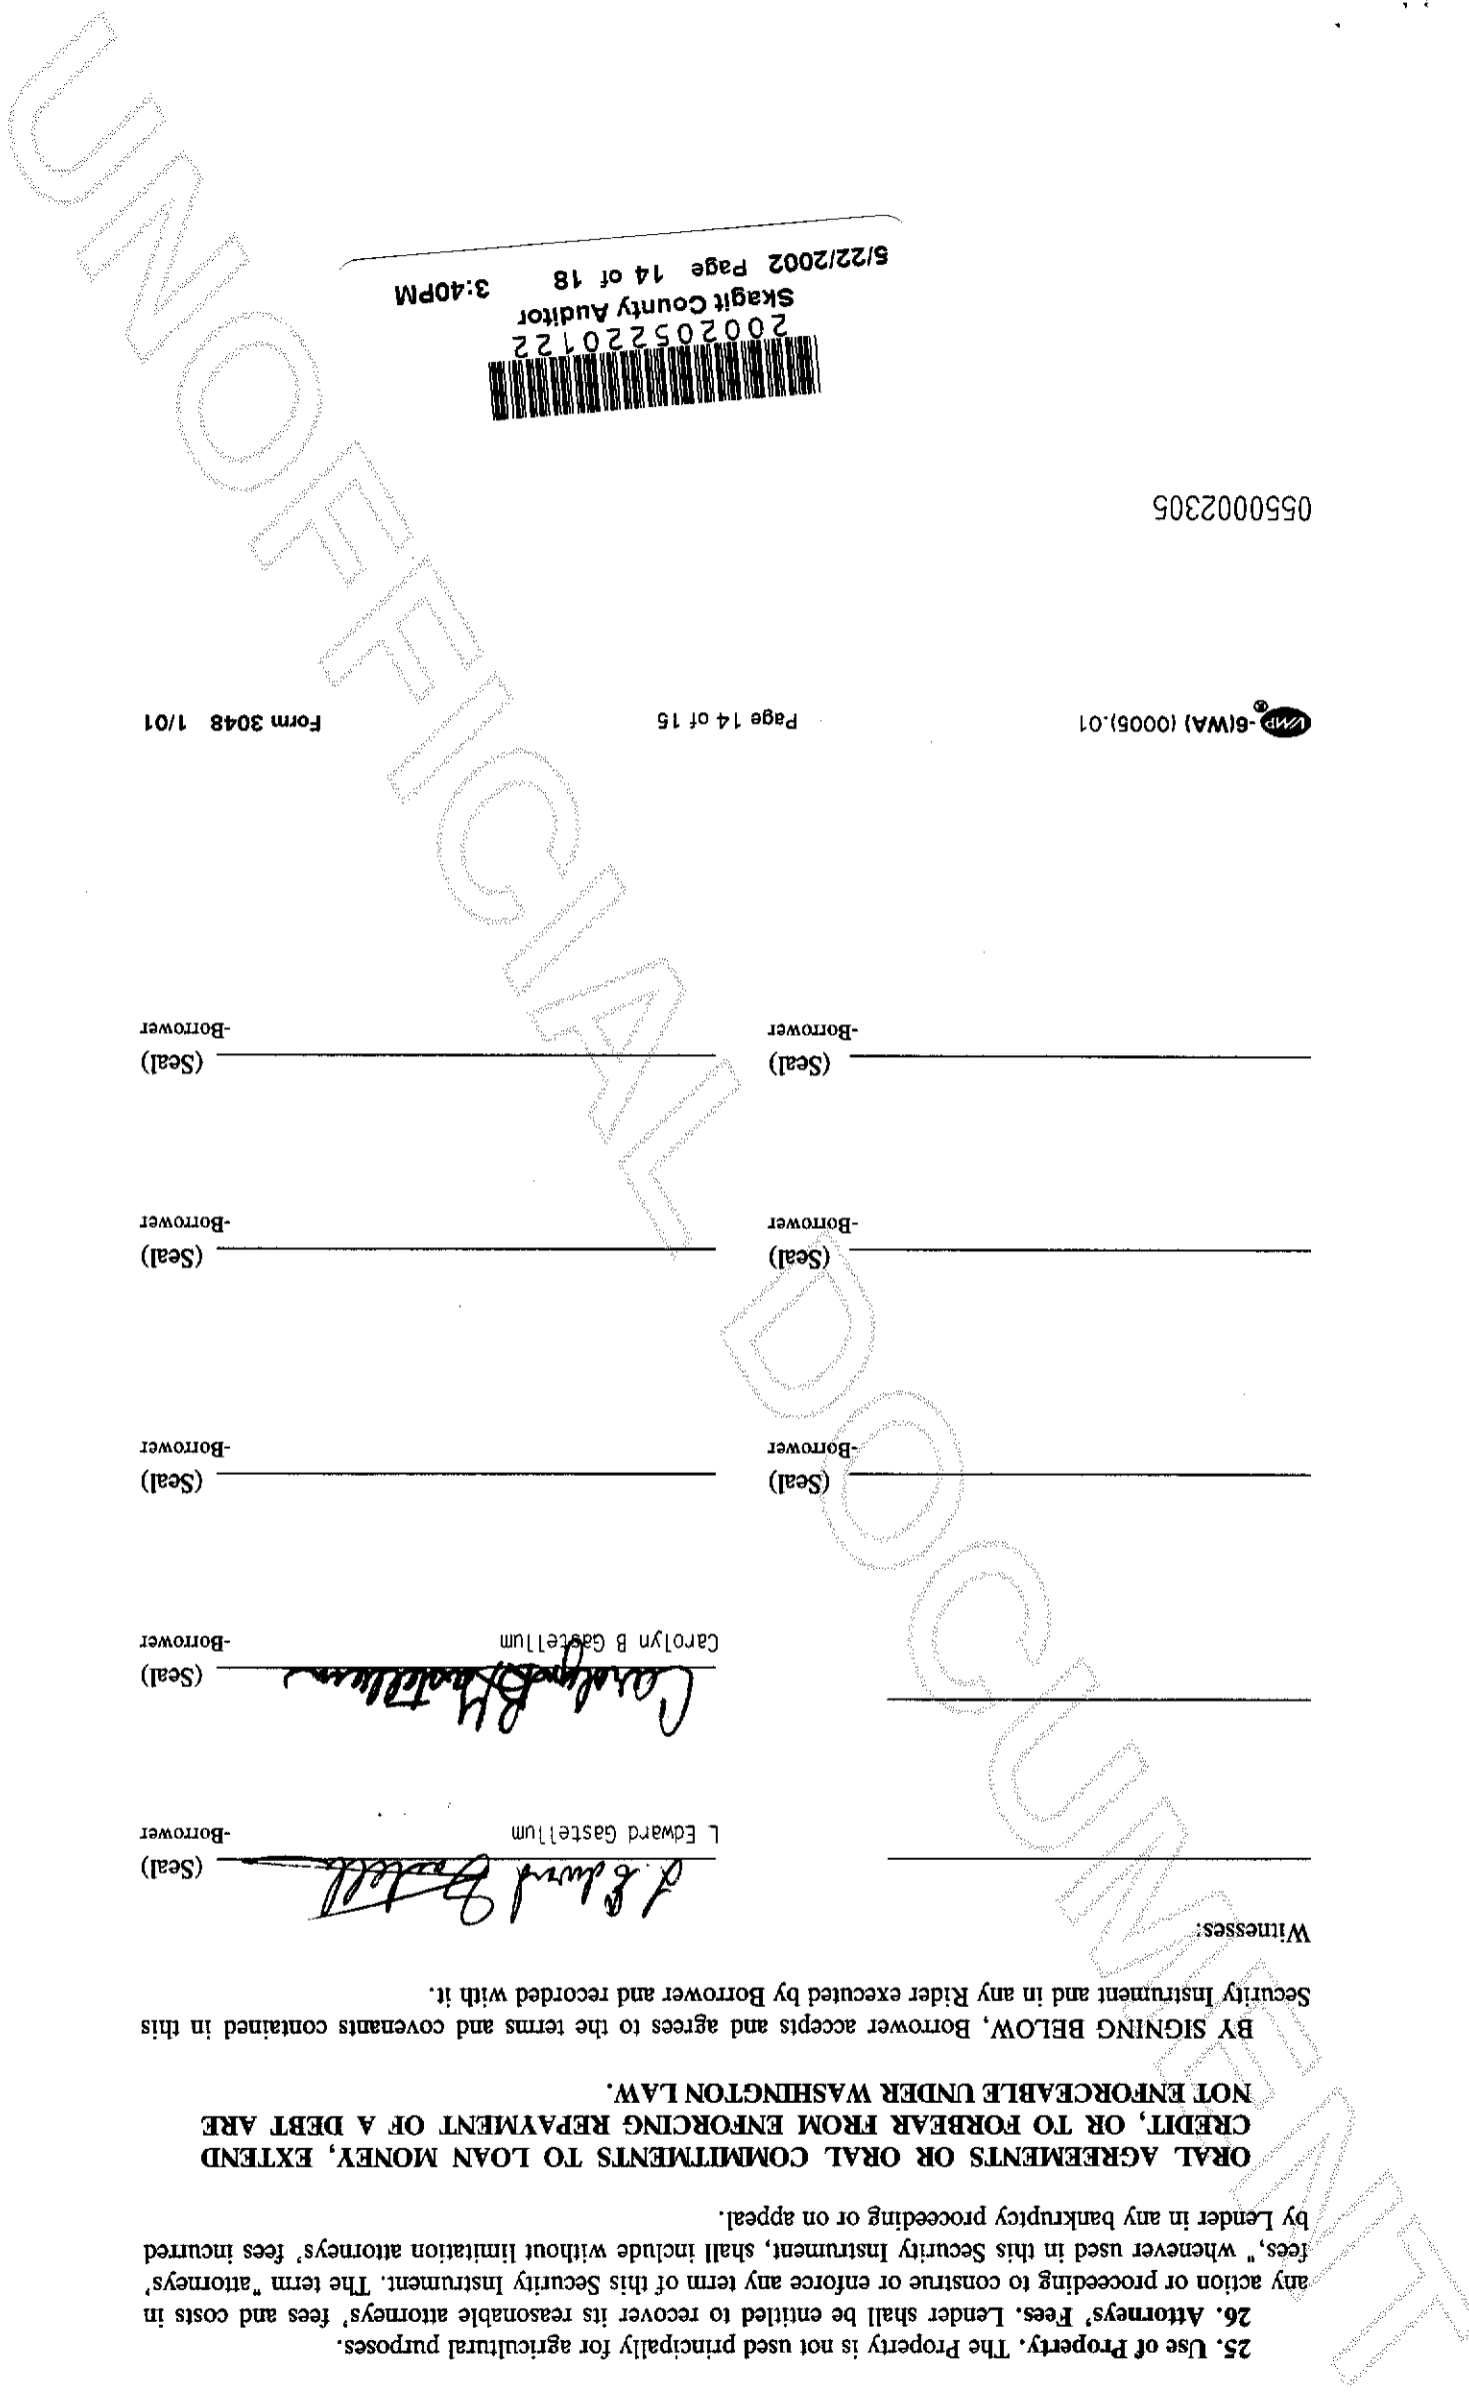 25. Use of Property. The Property is not used principally for agricultural purposes.
26. Attorneys' Fees. Lender shall be entitled to recover its reasonable attorneys' fees and costs in
any action or proceeding to construe or enforce any term of this Security Instrument. The term "attorneys'
fees," whenever used in this Security Instrument, shall include without limitation attorneys' fees incurred
by Lender in any bankruptcy proceeding or on appeal.
ORAL AGREEMENTS OR ORAL COMMITMENTS TO LOAN MONEY, EXTEND
CREDIT, OR TO FORBEAR FROM ENFORCING REPAYMENT OF A DEBT ARE
NOT ENFORCEABLE UNDER WASHINGTON LAW.
BY SIGNING BELOW, Borrower accepts and agrees to the terms and covenants contained in this
Security Instrument and in any Rider executed by Borrower and recorded with it.
Witnesses:
L. Edward Gastellum (Seal)
L Edward Gastellum -Borrower
Carolyn B Gastellum (Seal)
Carolyn B Gastellum -Borrower
(Seal) (Seal)
-Borrower -Borrower
(Seal) (Seal)
-Borrower -Borrower
(Seal) (Seal)
-Borrower -Borrower
VMP-6(WA) (0005).01 Page 14 of 15 Form 3048 1/01
0550002305
200205220122
Skagit County Auditor
5/22/2002 Page 14 of 18 3:40PM
UNOFFICIAL DOCUMENT